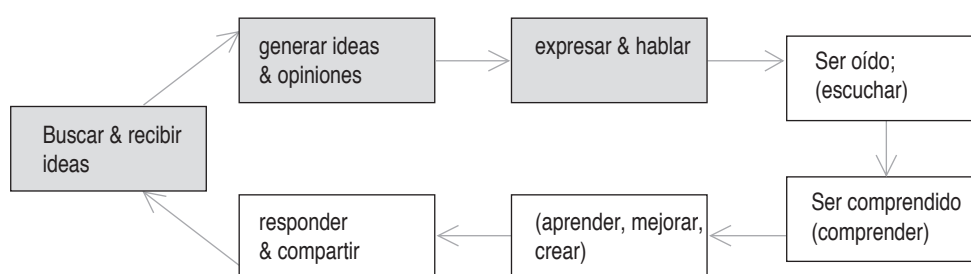 generar ideas
& opiniones
expresar & hablar
Ser oído;
(escuchar)
Buscar & recibir
ideas
Ser comprendido
(comprender)
(aprender, mejorar,
crear)
responder
& compartir